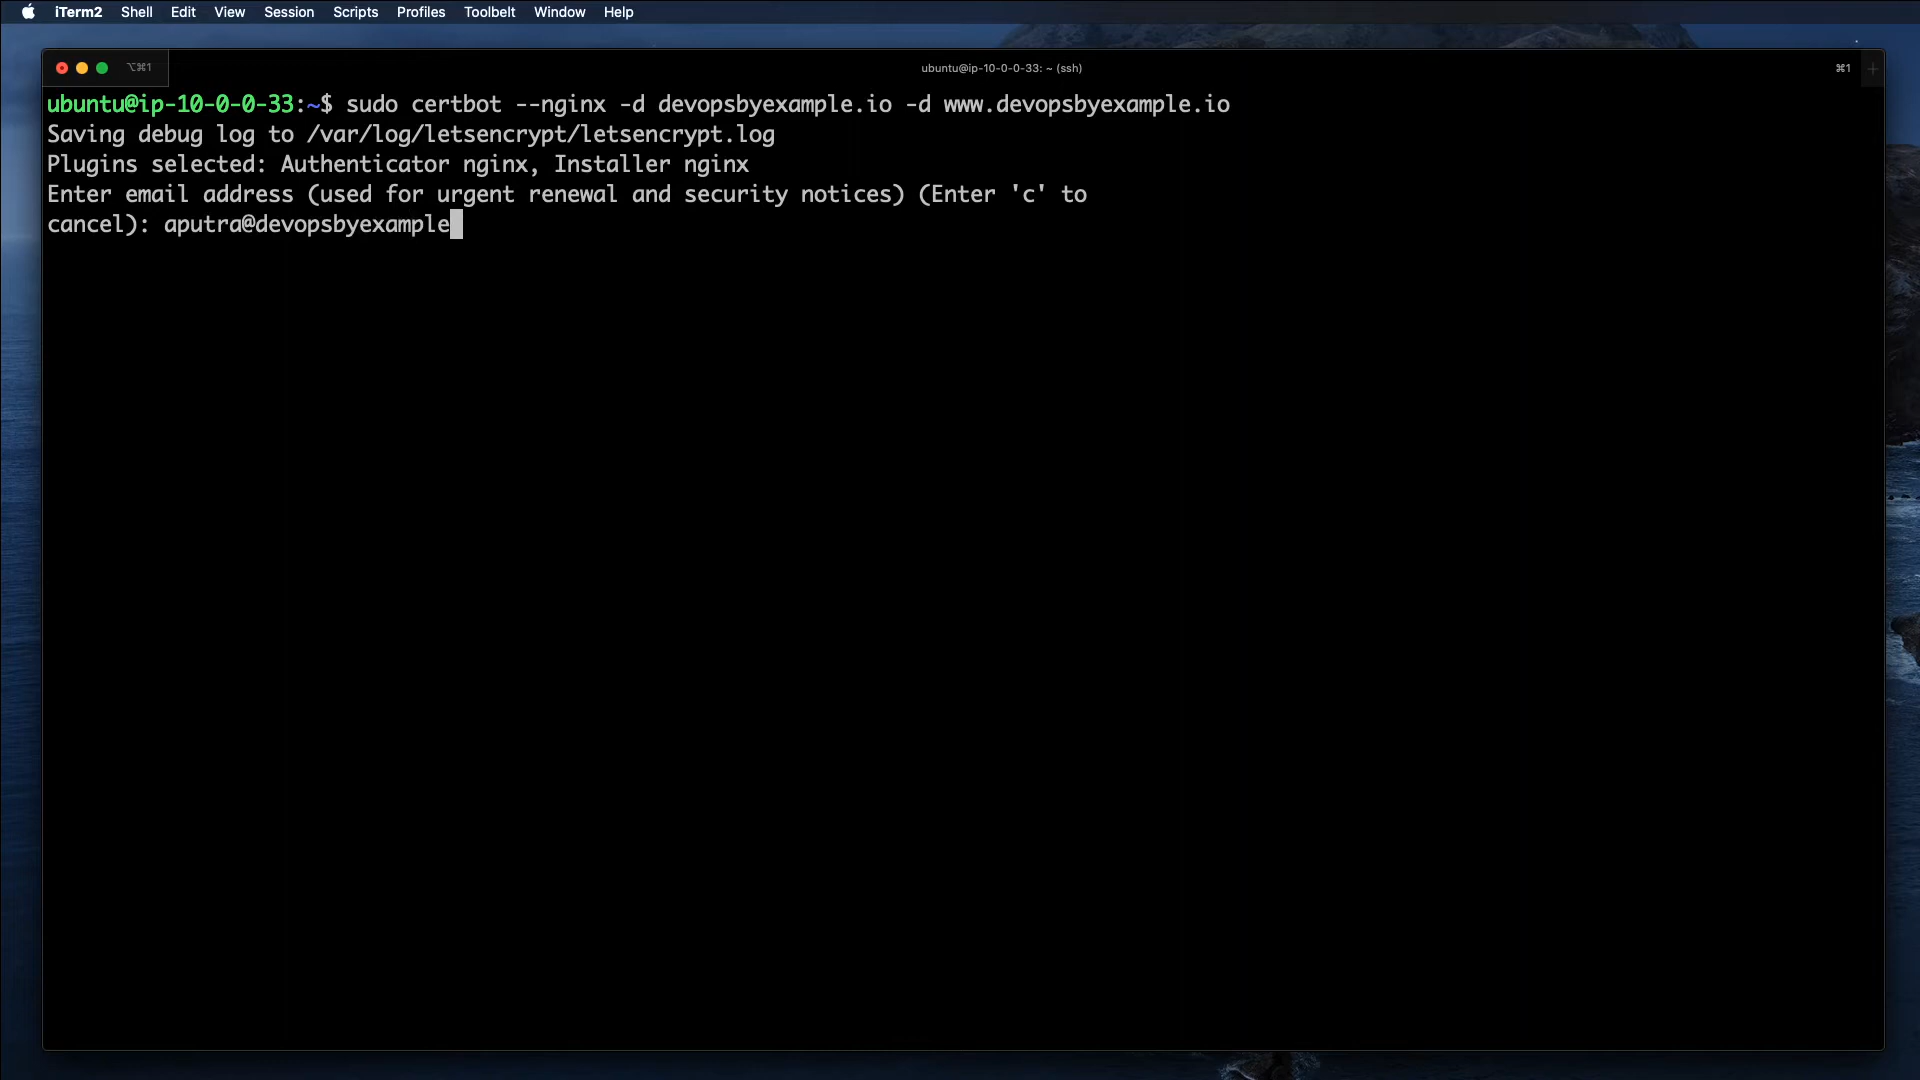 iTerm2 Shell Edit View Session Scripts Profiles Toolbelt Window Help
⌥⌘1 ubuntu@ip-10-0-0-33: ~ (ssh) ⌘1 +
ubuntu@ip-10-0-0-33:~$ sudo certbot --nginx -d devopsbyexample.io -d www.devopsbyexample.io
Saving debug log to /var/log/letsencrypt/letsencrypt.log
Plugins selected: Authenticator nginx, Installer nginx
Enter email address (used for urgent renewal and security notices) (Enter 'c' to
cancel): aputra@devopsbyexample